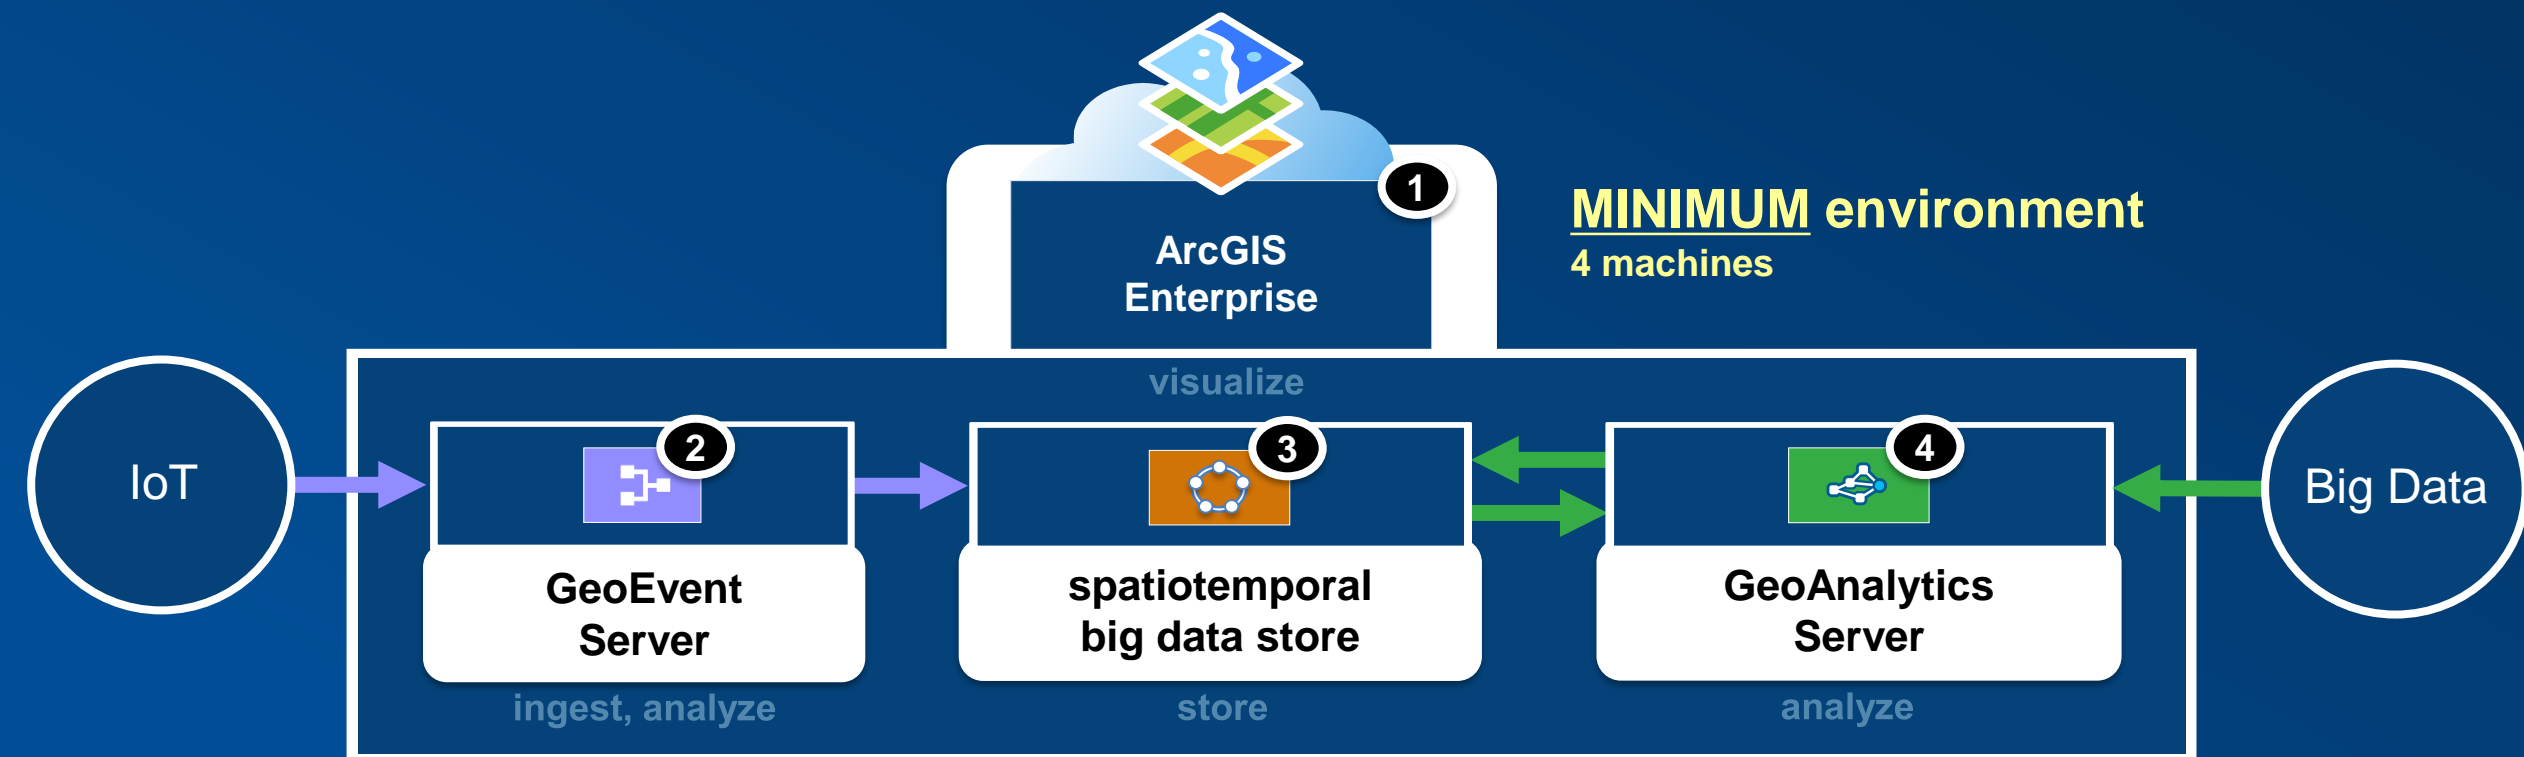 1
ArcGIS
Enterprise
MINIMUM environment
4 machines
visualize
IoT
2
3
4
Big Data
GeoEvent
Server
spatiotemporal
big data store
GeoAnalytics
Server
ingest, analyze
store
analyze